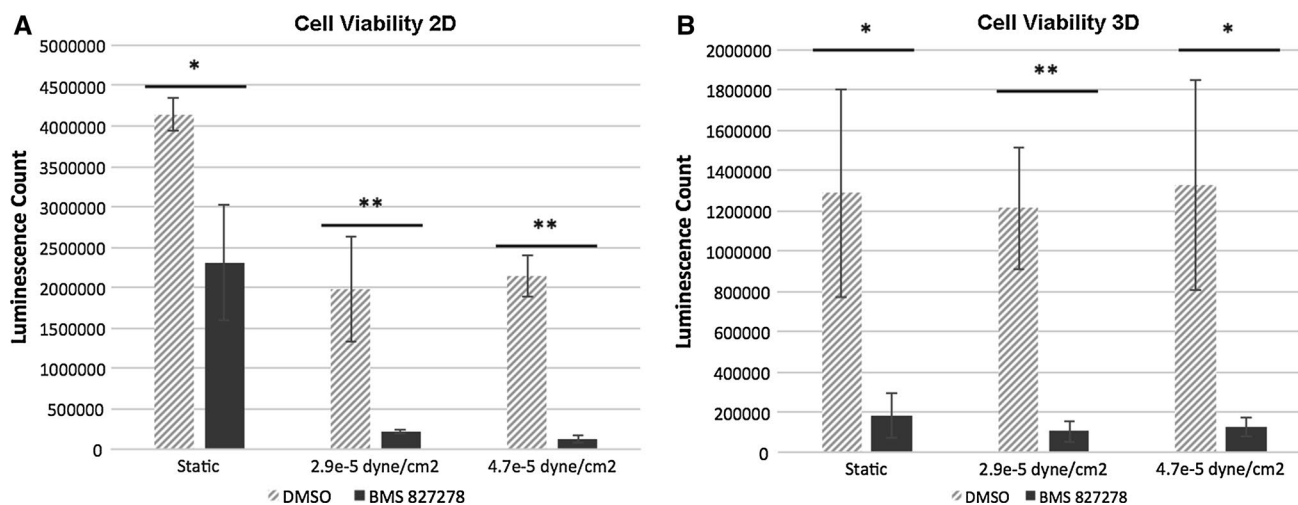 A
Cell Viability 2D
Luminescence Count
5000000
4500000
4000000
3500000
3000000
2500000
2000000
1500000
1000000
500000
0
*
**
**
Static
2.9e-5 dyne/cm2
4.7e-5 dyne/cm2
DMSO
BMS 827278
B
Cell Viability 3D
Luminescence Count
2000000
1800000
1600000
1400000
1200000
1000000
800000
600000
400000
200000
0
*
**
*
Static
2.9e-5 dyne/cm2
4.7e-5 dyne/cm2
DMSO
BMS 827278